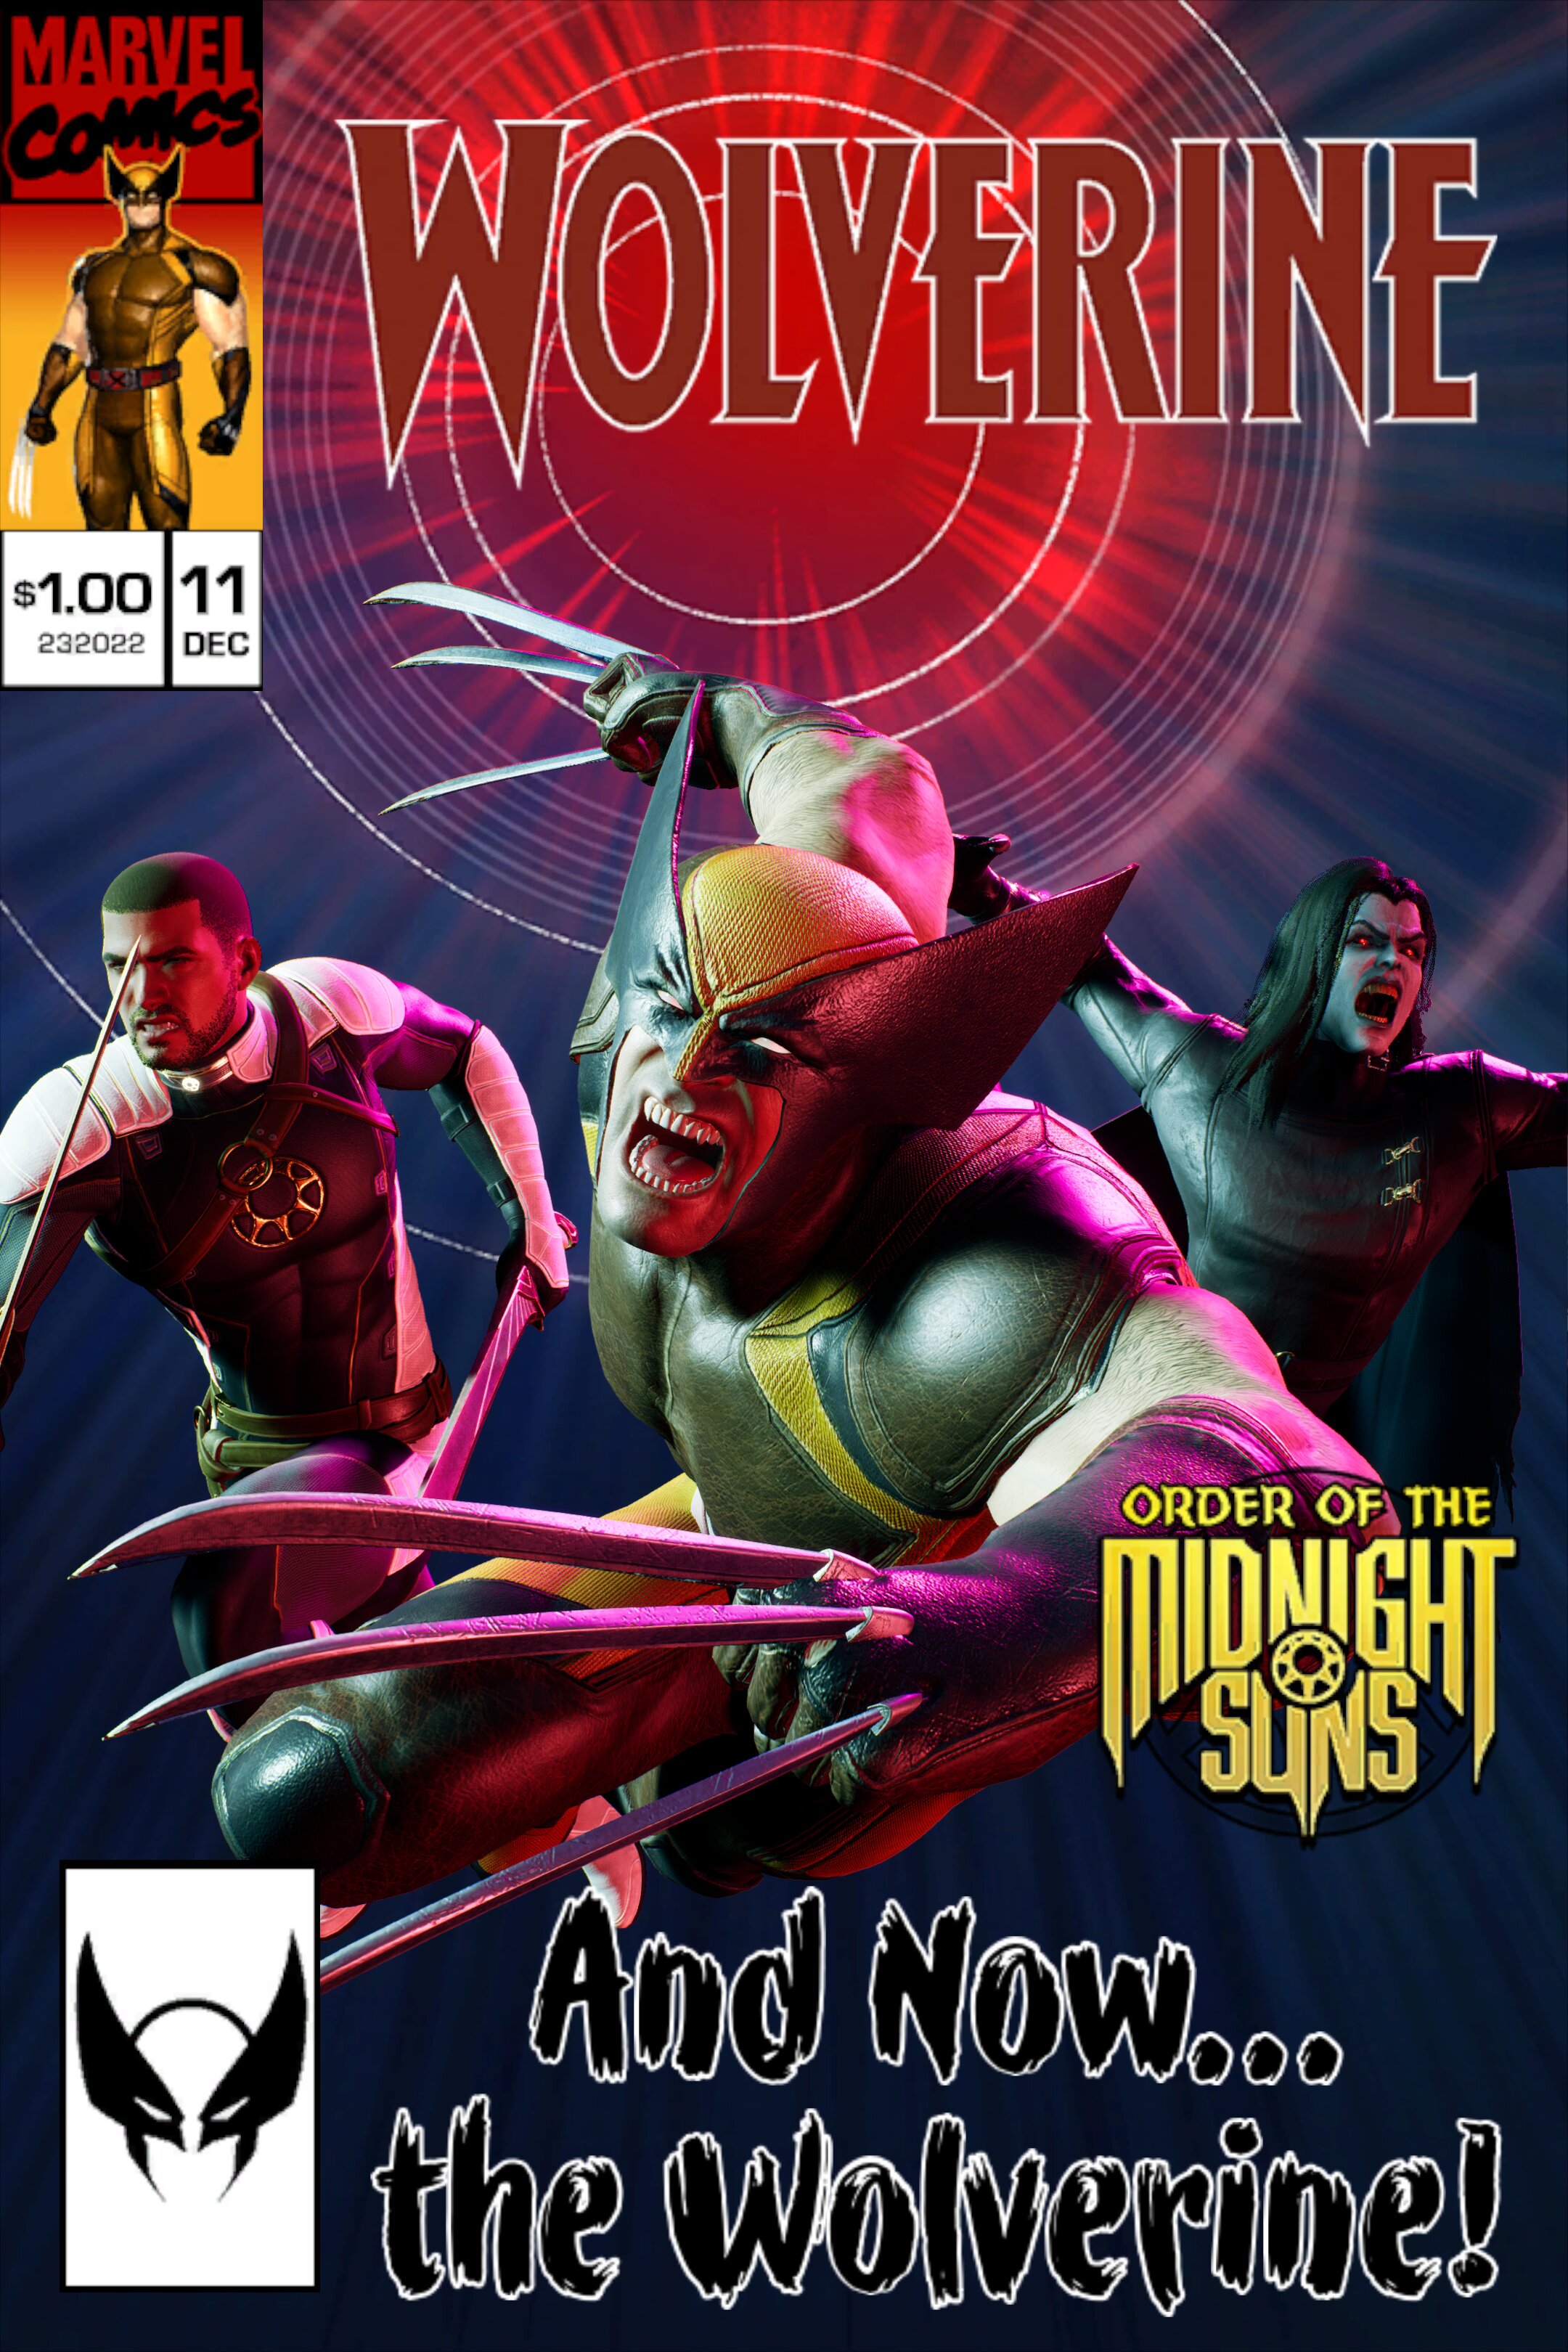 MARVEL
COMICS
WOLVERINE
$1.00
232022
11
DEC
ORDER OF THE
MIDNIGHT
SUNS
And Now...
the Wolverine!